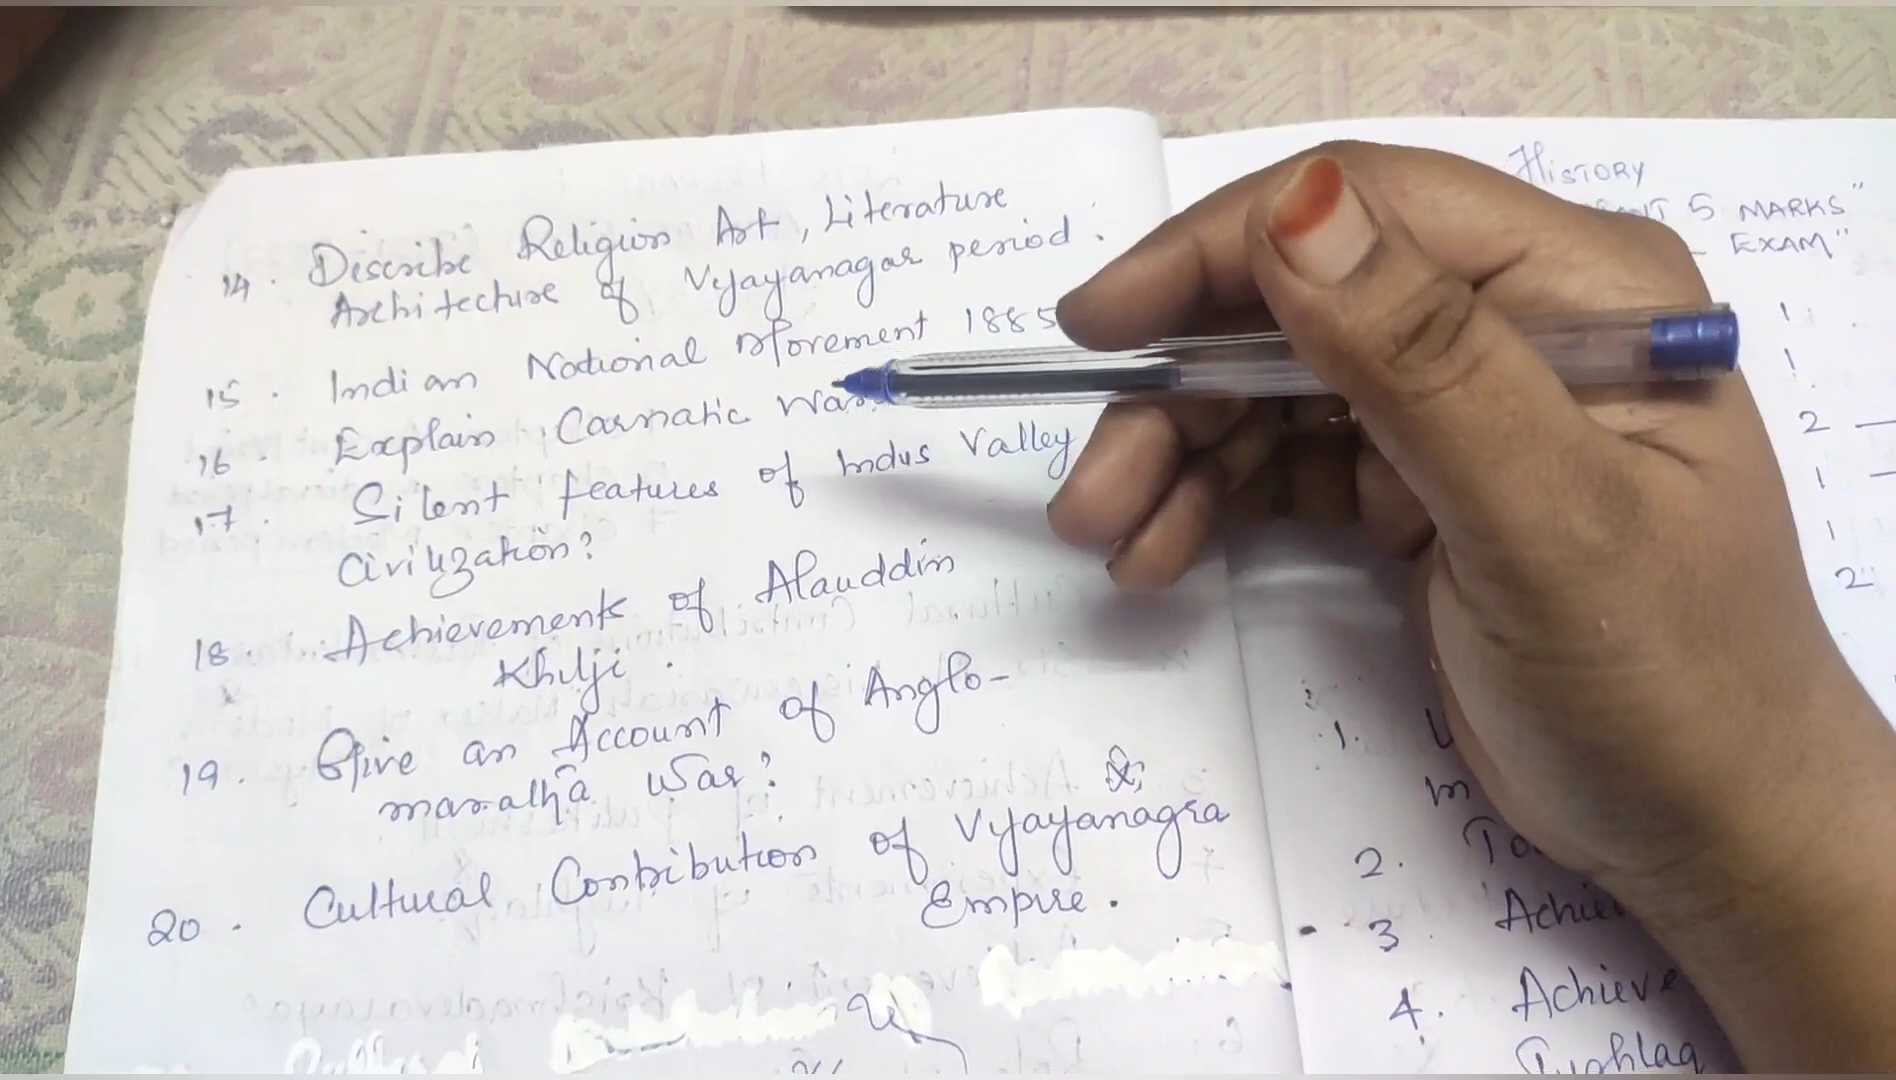 14. Discribe Religion Art, Literature
Architecture of Vijayanagar period.
15. Indian National Movement 1885
16. Explain Carnatic
17. Silent features of Indus Valley
Civilization?
18. Achievements of Alauddin
Khilji.
19. Give an Account of Anglo-
maratha War?
20. Cultural Contribution of Vijayanagra
Empire.
HISTORY
5 MARKS"
EXAM"
1
1
2
1
1
2
1.
2.
3. Achie
4. Achieve
Tughlaq